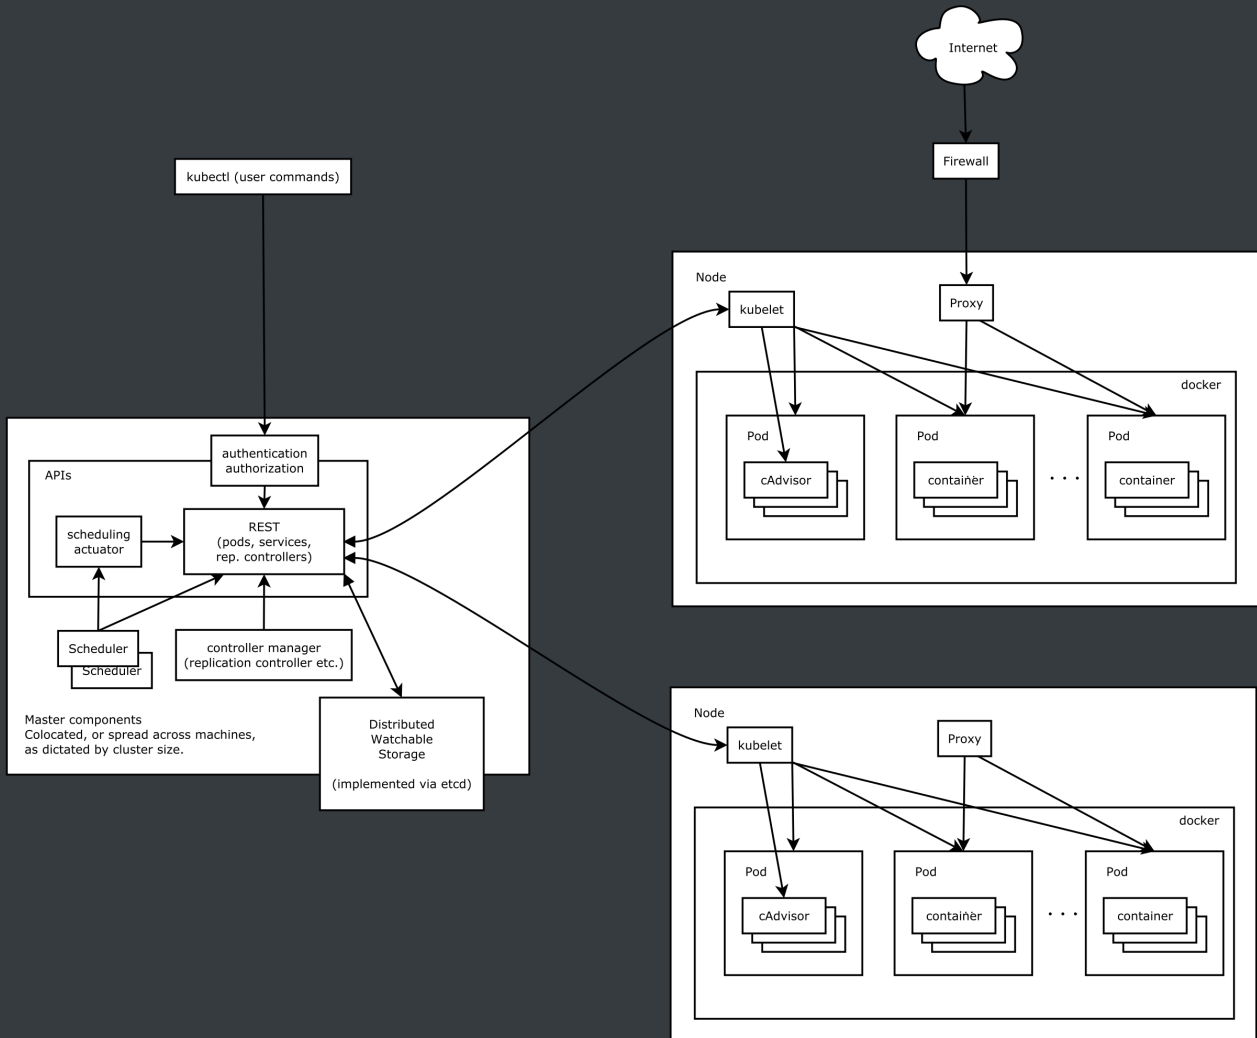 Internet
Firewall
kubectl (user commands)
Node
kubelet
Proxy
docker
Pod
cAdvisor
Pod
container
. . .
Pod
container
authentication
authorization
APIs
REST
(pods, services,
rep. controllers)
scheduling
actuator
Scheduler
Scheduler
controller manager
(replication controller etc.)
Distributed
Watchable
Storage
(implemented via etcd)
Master components
Colocated, or spread across machines,
as dictated by cluster size.
Node
kubelet
Proxy
docker
Pod
cAdvisor
Pod
container
. . .
Pod
container